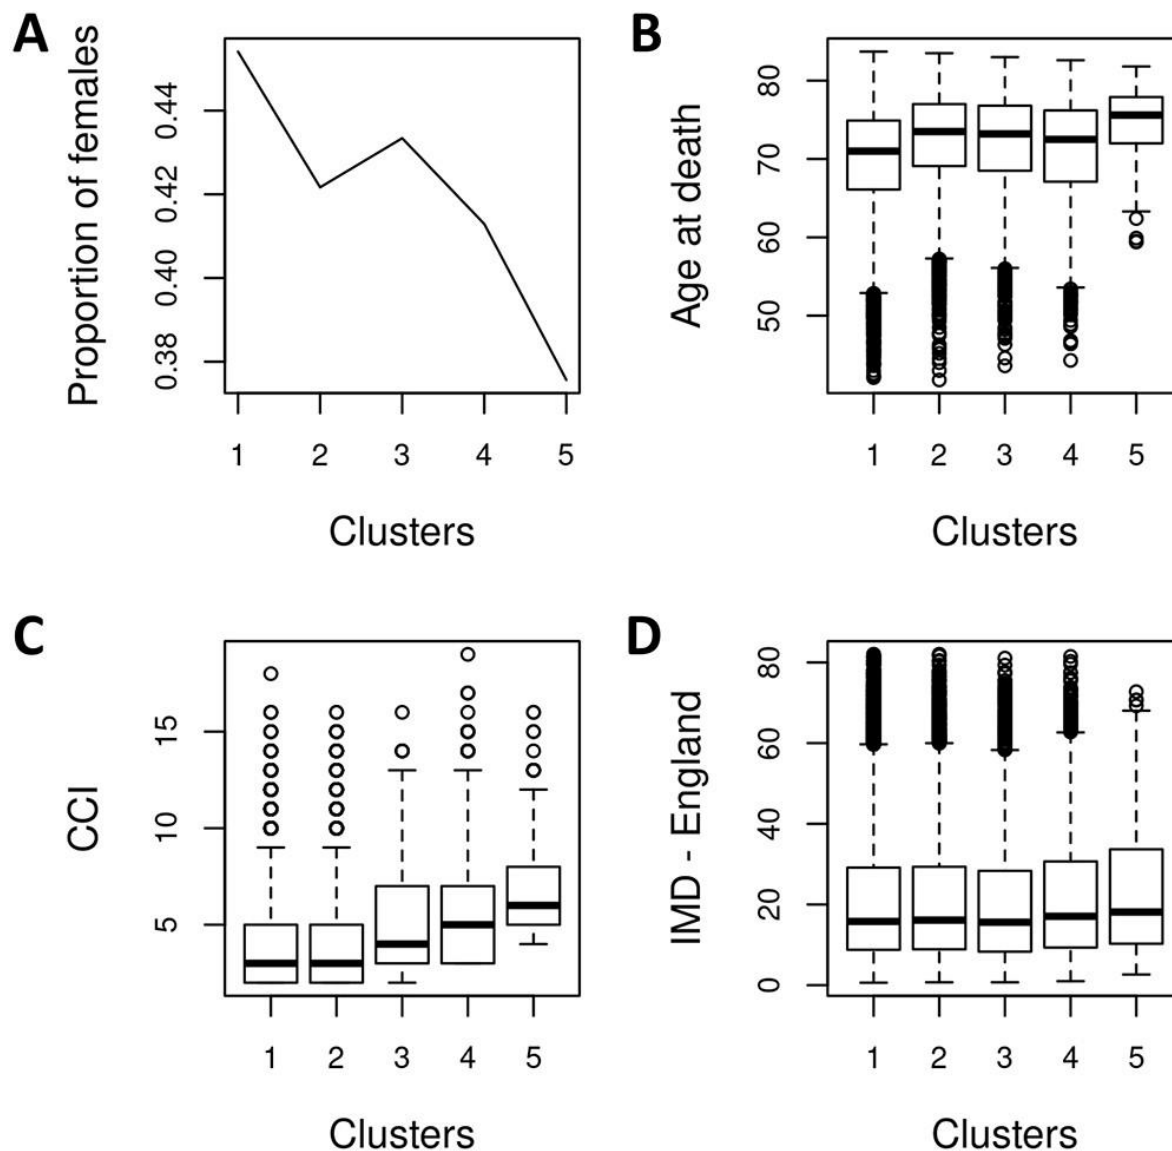 A
Proportion of females
0.44
0.42
0.40
0.38
1 2 3 4 5
Clusters
B
Age at death
80
70
60
50
1 2 3 4 5
Clusters
C
CCI
15
10
5
1 2 3 4 5
Clusters
D
IMD - England
80
60
40
20
0
1 2 3 4 5
Clusters